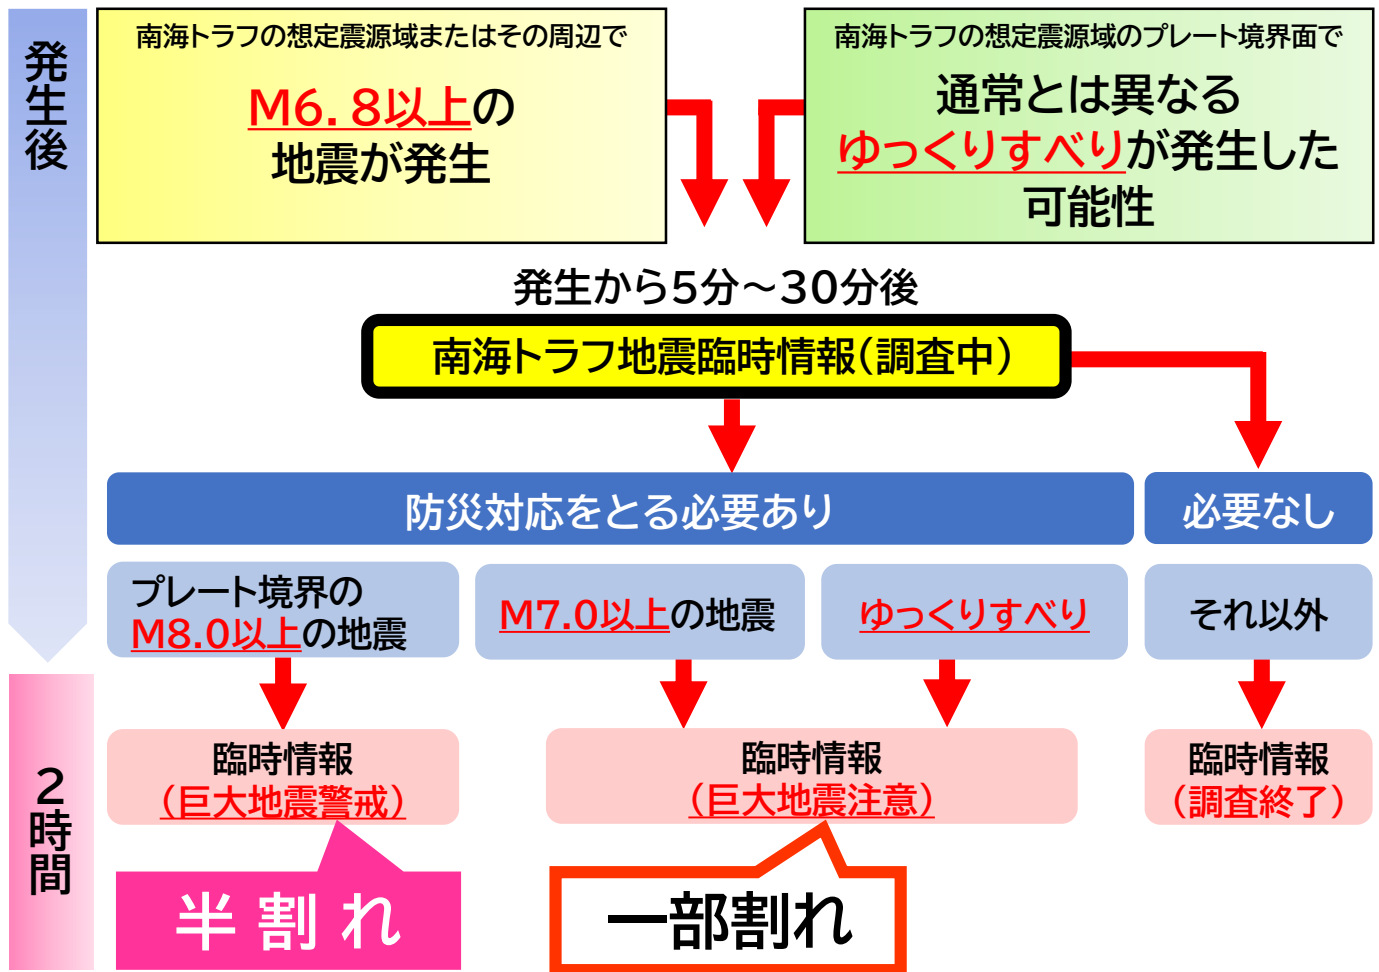 発生後
南海トラフの想定震源域またはその周辺で
M6.8以上の
地震が発生
南海トラフの想定震源域のプレート境界面で
通常とは異なる
ゆっくりすべりが発生した
可能性
発生から5分～30分後
南海トラフ地震臨時情報(調査中)
防災対応をとる必要あり
必要なし
プレート境界の
M8.0以上の地震
M7.0以上の地震
ゆっくりすべり
それ以外
2時間
臨時情報
(巨大地震警戒)
臨時情報
(巨大地震注意)
臨時情報
(調査終了)
半割れ
一部割れ